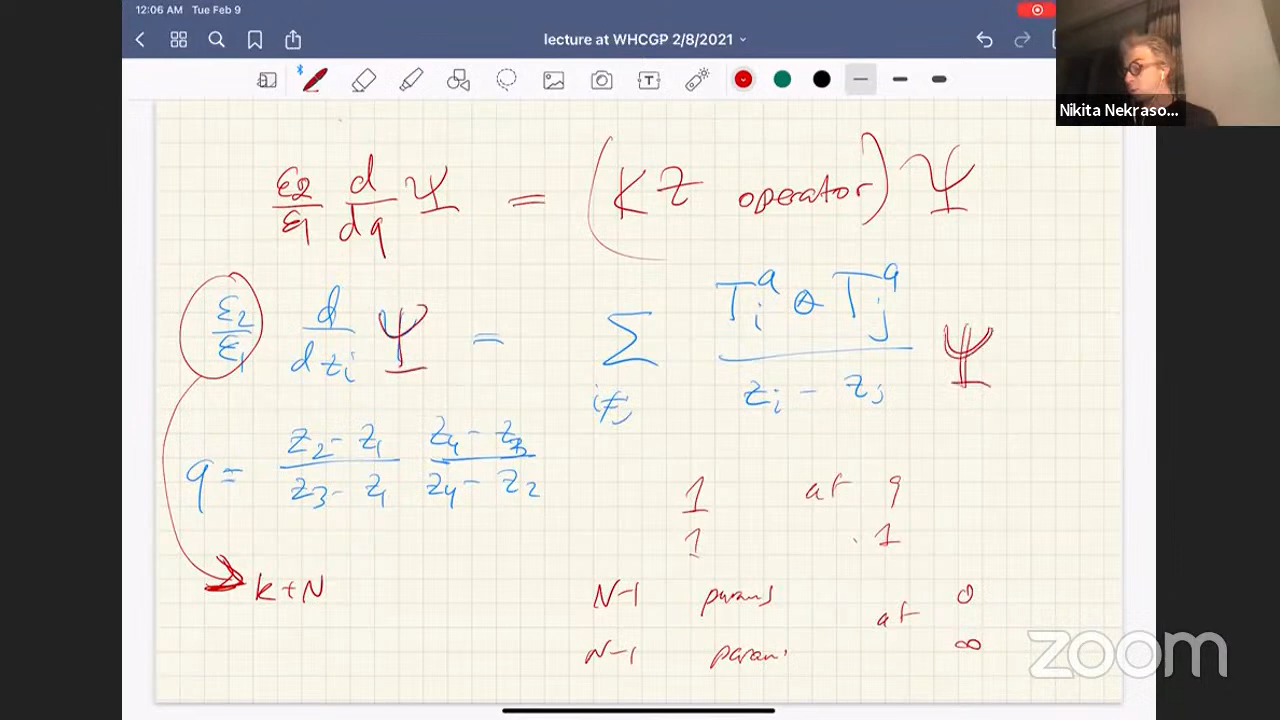 12:06 AM Tue Feb 9
lecture at WHCGP 2/8/2021
Nikita Nekraso...
ε2/ε1 d/dq Ψ = (KZ operator) Ψ
ε2/ε1 d/dzi Ψ = Σ i≠j Ti^a ⊗ Tj^a / zi - zj Ψ
q = z2 - z1 / z3 - z1 z4 - z3 / z4 - z2
1 at q
1 . 1
k + N
N-1 params at 0
N-1 param. ∞
zoom